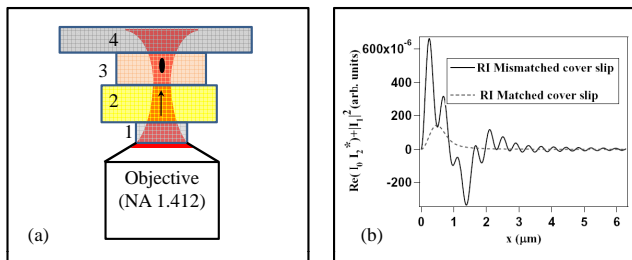 4
3
2
1
Objective
(NA 1.412)
(a)
Re( I₀ I₂*)+|I₁|² (arb. units)
600x10⁻⁶
400
200
0
-200
RI Mismatched cover slip
RI Matched cover slip
0 1 2 3 4 5 6
x (μm)
(b)